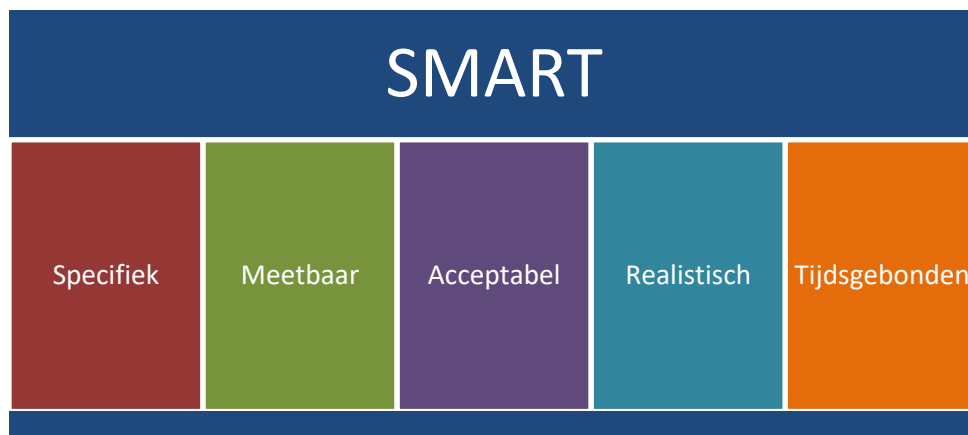 SMART
Specifiek
Meetbaar
Acceptabel
Realistisch
Tijdsgebonden